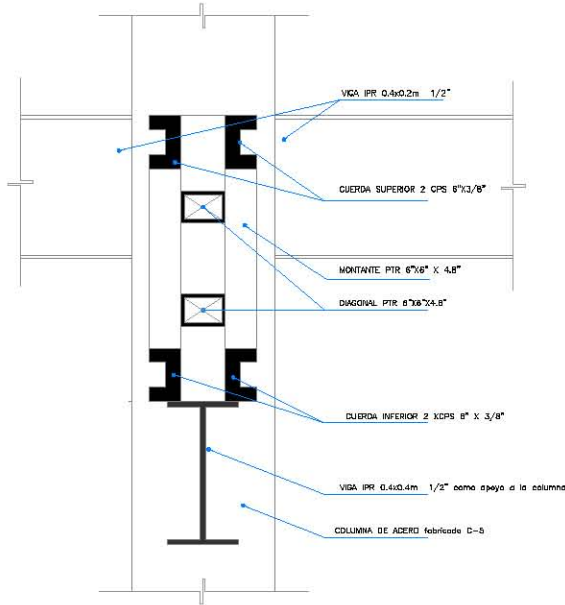 VIGA IPR 0.4x0.2m 1/2"
CUERDA SUPERIOR 2 CPS 6"X3/8"
MONTANTE PTR 6"X6" X 4.8"
DIAGONAL PTR 6"X6"X4.8"
CUERDA INFERIOR 2 XCPS 6" X 3/8"
VIGA IPR 0.4x0.4m 1/2" como apoyo a la columna
COLUMNA DE ACERO fabricada C-5